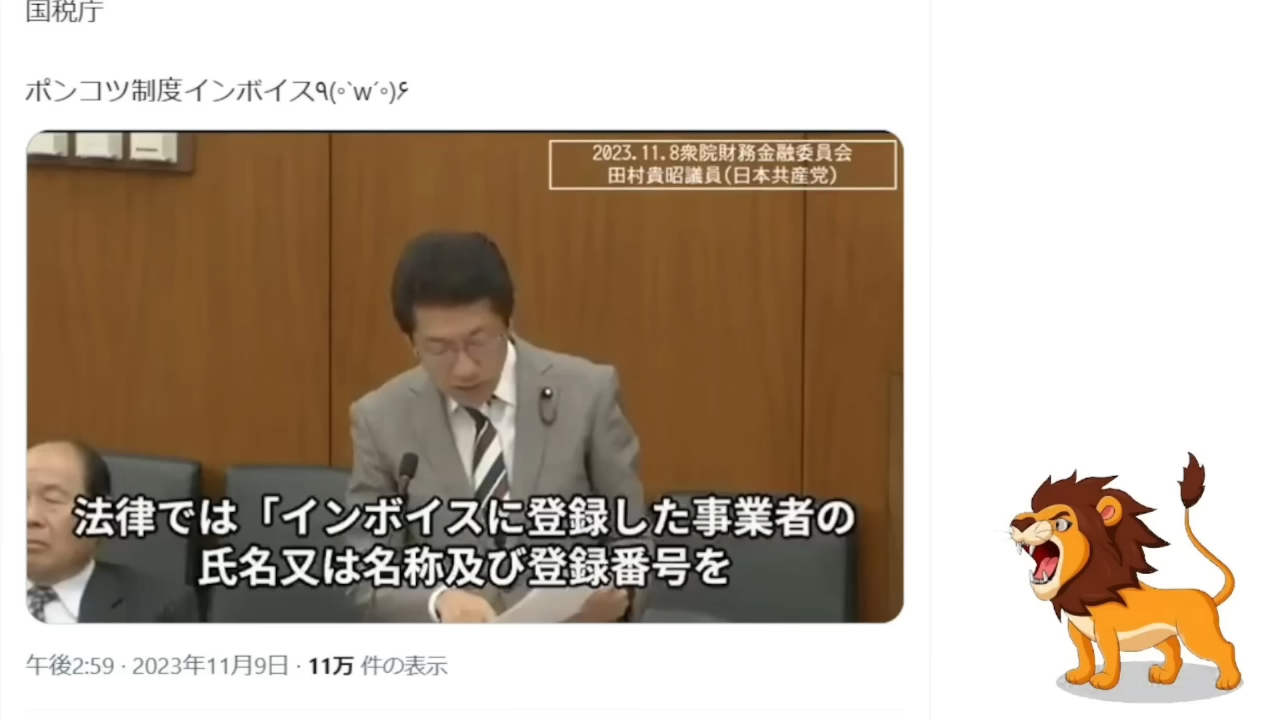 国税庁
ポンコツ制度インボイス٩(◦`w´◦)۶
2023.11.8衆院財務金融委員会
田村貴昭議員(日本共産党)
法律では「インボイスに登録した事業者の
氏名又は名称及び登録番号を
午後2:59 · 2023年11月9日 · 11万 件の表示